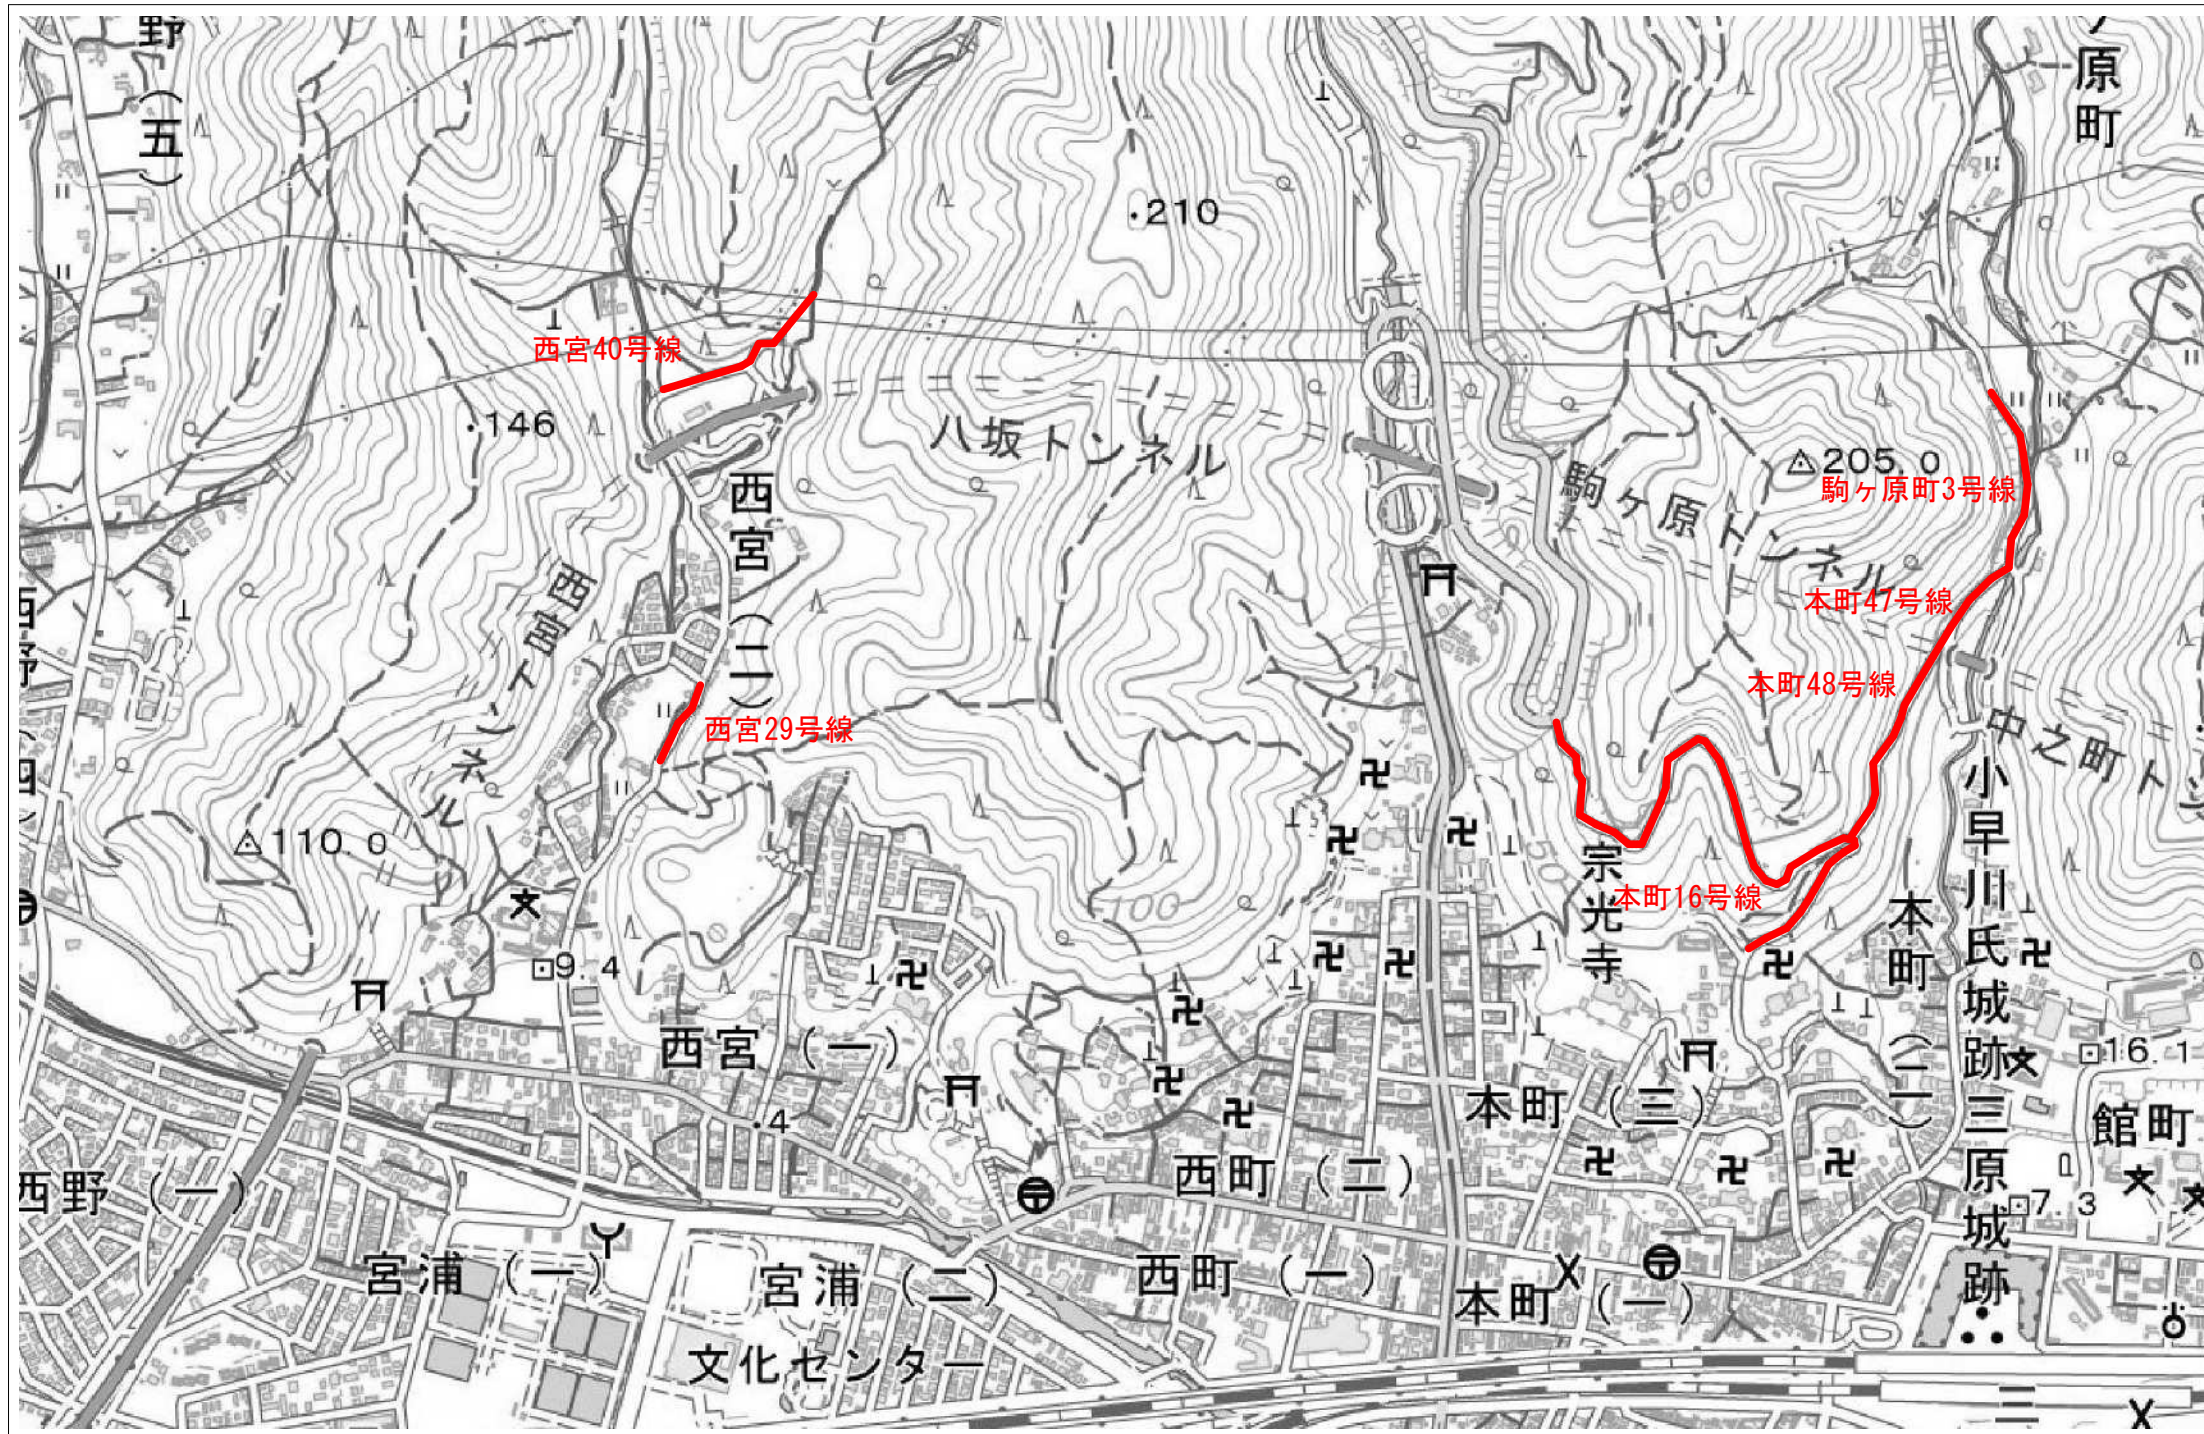 野(五)
ヶ原町
210
西宮40号線
146
八坂トンネル
205.0
駒ヶ原町3号線
駒ヶ原トンネル
西宮(二)
西宮トンネル
本町47号線
本町48号線
西宮29号線
中之町トン
小早川氏城跡三原城跡
110.0
宗光寺
本町16号線
本町(二)
9.4
西宮(一)
16.1
4
本町(三)
館町
西野(一)
西町(二)
7.3
宮浦(一)
宮浦(二)
西町(一)
本町(一)
文化センター
三